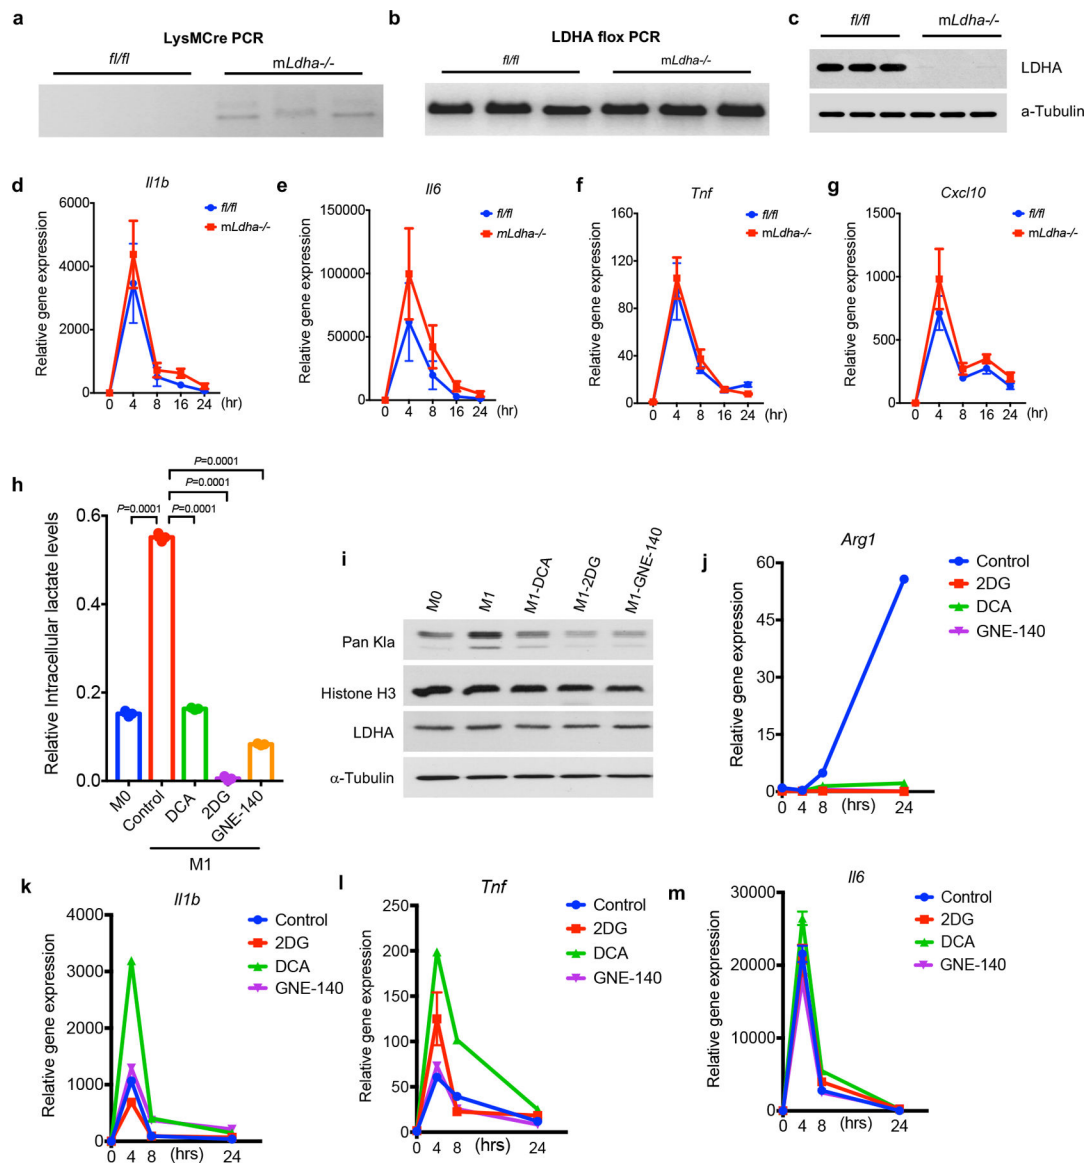 a
LysMCre PCR
fl/fl
mLdha-/-
b
LDHA flox PCR
fl/fl
mLdha-/-
c
fl/fl
mLdha-/-
LDHA
a-Tubulin
d
Il1b
Relative gene expression
6000
4000
2000
0
0 4 8 16 24 (hr)
fl/fl
mLdha-/-
e
Il6
Relative gene expression
150000
100000
50000
0
0 4 8 16 24 (hr)
fl/fl
mLdha-/-
f
Tnf
Relative gene expression
160
120
80
40
0
0 4 8 16 24 (hr)
fl/fl
mLdha-/-
g
Cxcl10
Relative gene expression
1500
1000
500
0
0 4 8 16 24 (hr)
fl/fl
mLdha-/-
h
P=0.0001
P=0.0001
P=0.0001 P=0.0001
Relative Intracellular lactate levels
0.6
0.4
0.2
0.0
M0 Control DCA 2DG GNE-140
M1
i
M0 M1 M1-DCA M1-2DG M1-GNE-140
Pan Kla
Histone H3
LDHA
α-Tubulin
j
Arg1
Relative gene expression
60
45
30
15
0
0 4 8 (hrs) 24
Control
2DG
DCA
GNE-140
k
Il1b
Relative gene expression
4000
3000
2000
1000
0
0 4 8 (hrs) 24
Control
2DG
DCA
GNE-140
l
Tnf
Relative gene expression
250
200
150
100
50
0
0 4 8 (hrs) 24
Control
2DG
DCA
GNE-140
m
Il6
Relative gene expression
30000
20000
10000
0
0 4 8 (hrs) 24
Control
2DG
DCA
GNE-140